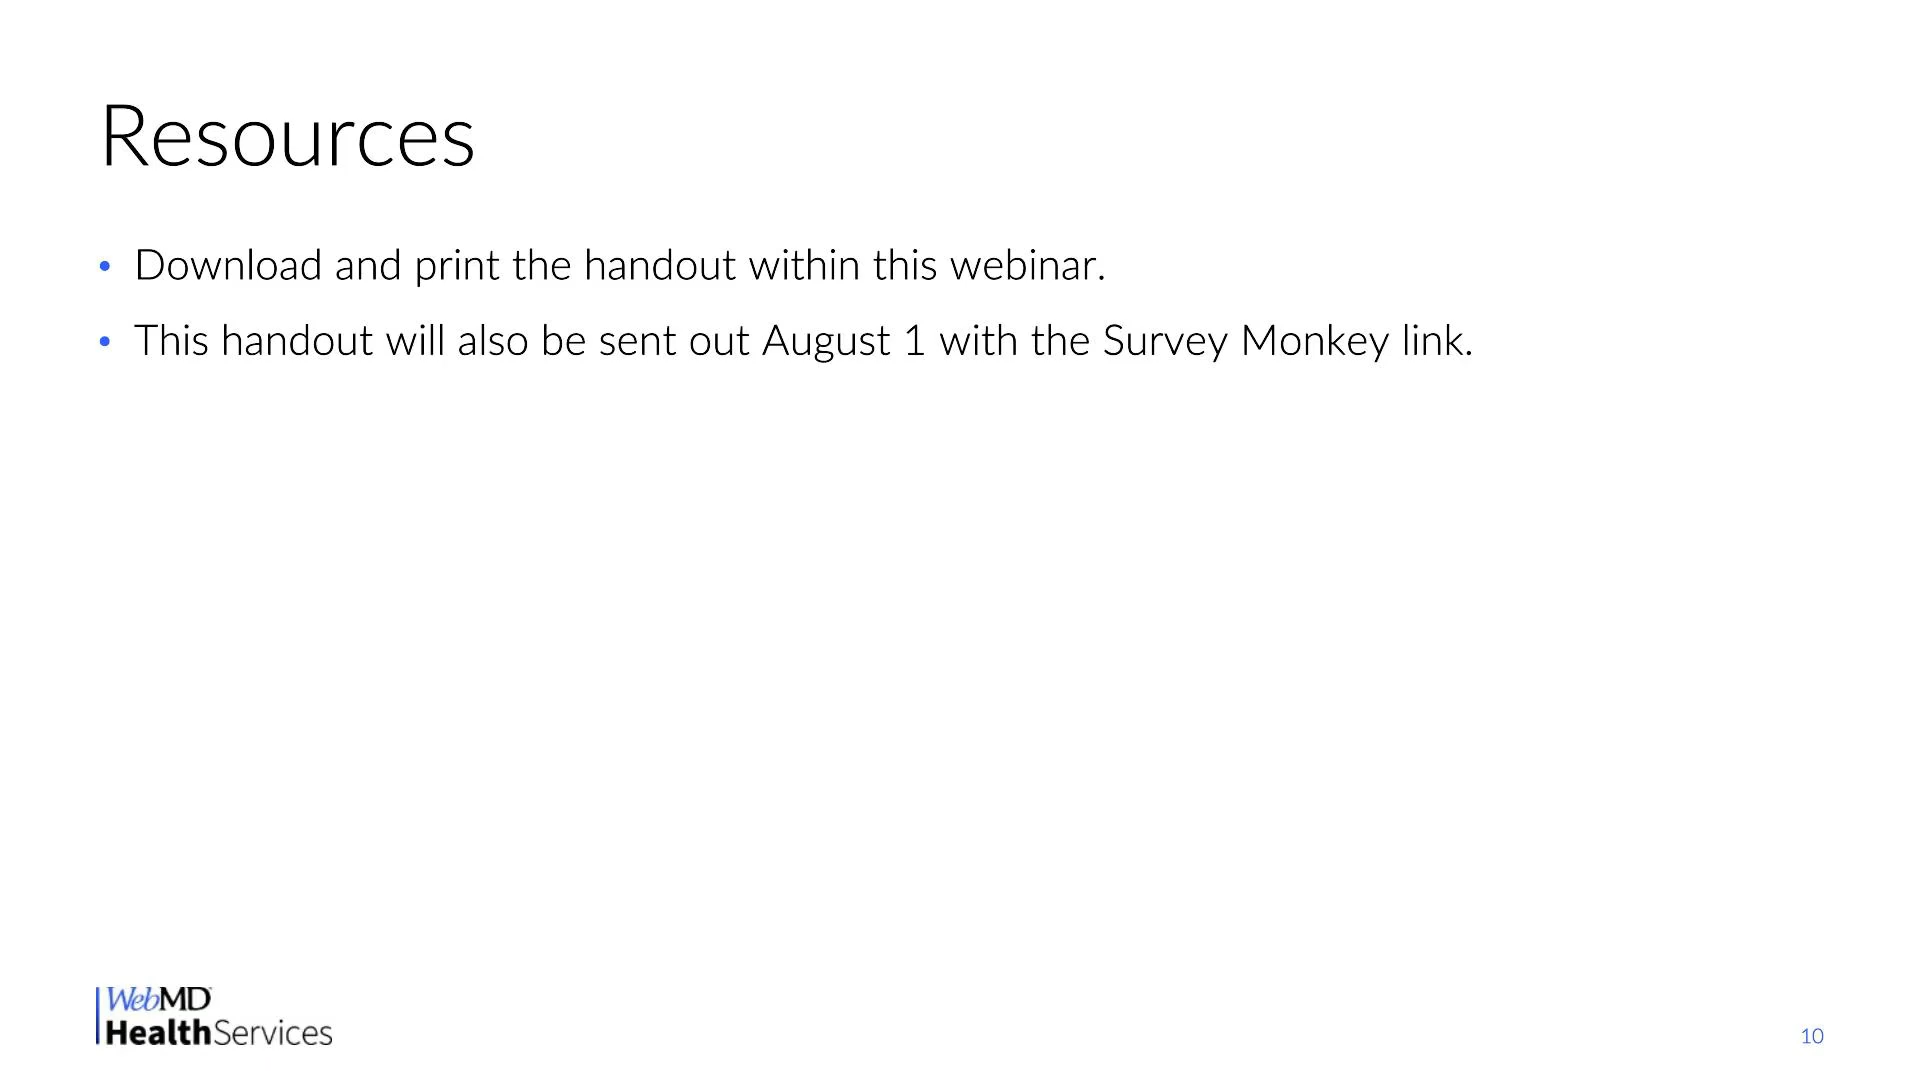 Resources
• Download and print the handout within this webinar.
• This handout will also be sent out August 1 with the Survey Monkey link.
WebMD
HealthServices
10